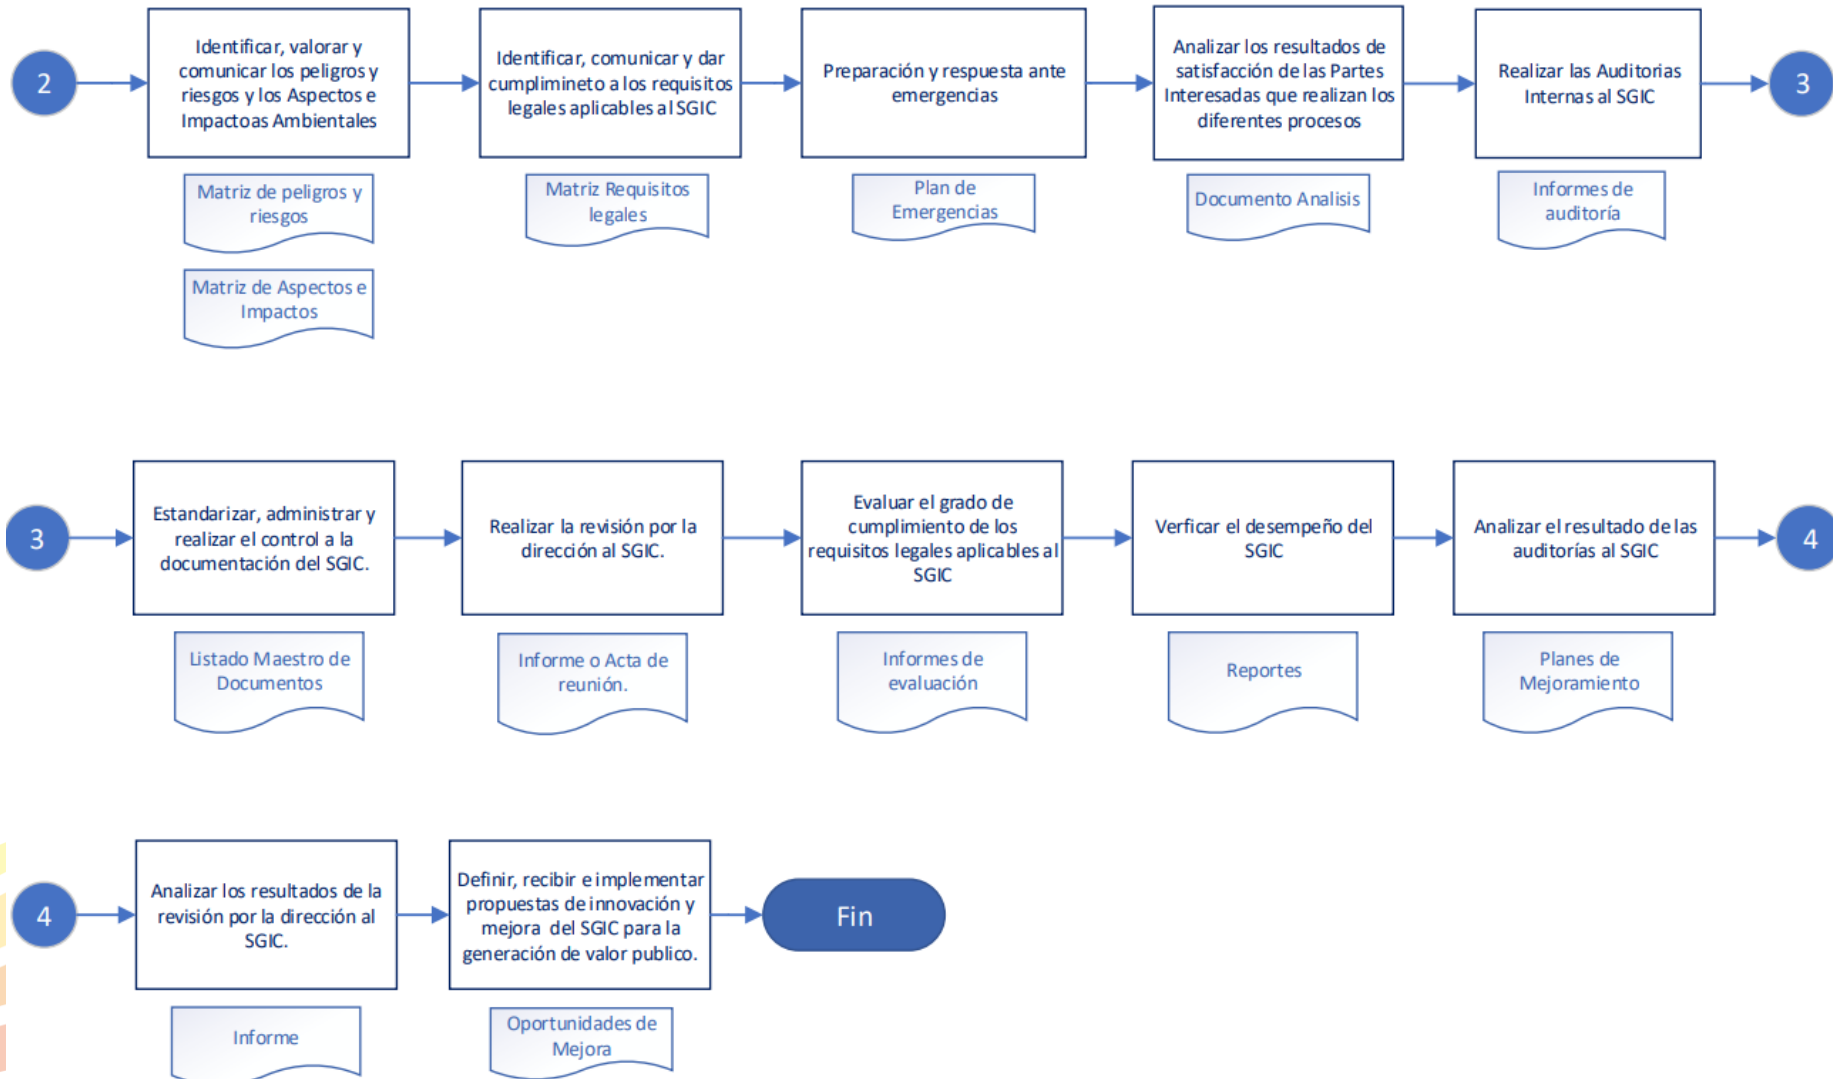 2
Identificar, valorar y
comunicar los peligros y
riesgos y los Aspectos e
Impactoas Ambientales
Identificar, comunicar y dar
cumplimineto a los requisitos
legales aplicables al SGIC
Preparación y respuesta ante
emergencias
Analizar los resultados de
satisfacción de las Partes
Interesadas que realizan los
diferentes procesos
Realizar las Auditorias
Internas al SGIC
3
Matriz de peligros y
riesgos
Matriz de Aspectos e
Impactos
Matriz Requisitos
legales
Plan de
Emergencias
Documento Analisis
Informes de
auditoría
3
Estandarizar, administrar y
realizar el control a la
documentación del SGIC.
Realizar la revisión por la
dirección al SGIC.
Evaluar el grado de
cumplimiento de los
requisitos legales aplicables al
SGIC
Verficar el desempeño del
SGIC
Analizar el resultado de las
auditorías al SGIC
4
Listado Maestro de
Documentos
Informe o Acta de
reunión.
Informes de
evaluación
Reportes
Planes de
Mejoramiento
4
Analizar los resultados de la
revisión por la dirección al
SGIC.
Definir, recibir e implementar
propuestas de innovación y
mejora del SGIC para la
generación de valor publico.
Fin
Informe
Oportunidades de
Mejora